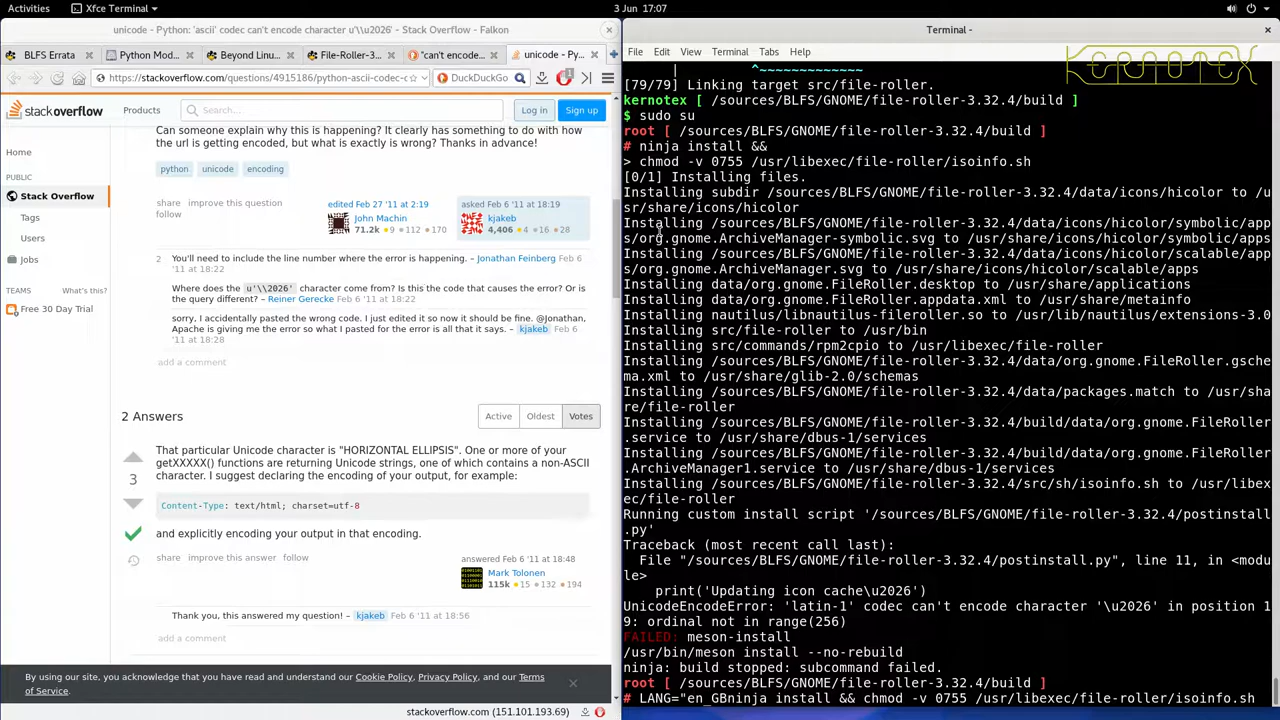 Activities
Xfce Terminal
3 Jun 17:07
unicode - Python: 'ascii' codec can't encode character u'\\u2026' - Stack Overflow - Falkon
BLFS Errata
Python Mod...
Beyond Linu...
File-Roller-3...
"can't encode...
unicode - Py...
https://stackoverflow.com/questions/4915186/python-ascii-codec-c
DuckDuckGo
stackoverflow
Products
Search...
Log in
Sign up
Home
PUBLIC
Stack Overflow
Tags
Users
Jobs
TEAMS What's this?
Free 30 Day Trial
Can someone explain why this is happening? It clearly has something to do with how
the url is getting encoded, but what is exactly is wrong? Thanks in advance!
python unicode encoding
share improve this question
follow
edited Feb 27 '11 at 2:19
John Machin
71.2k 9 112 170
asked Feb 6 '11 at 18:19
kjakeb
4,406 4 16 28
2 You'll need to include the line number where the error is happening. – Jonathan Feinberg Feb 6
'11 at 18:22
Where does the u'\\2026' character come from? Is this the code that causes the error? Or is
the query different? – Reiner Gerecke Feb 6 '11 at 18:22
sorry, I accidentally pasted the wrong code. I just edited it so now it should be fine. @Jonathan,
Apache is giving me the error so what I pasted for the error is all that it says. – kjakeb Feb 6
'11 at 18:28
add a comment
2 Answers
Active Oldest Votes
That particular Unicode character is "HORIZONTAL ELLIPSIS". One or more of your
getXXXXX() functions are returning Unicode strings, one of which contains a non-ASCII
character. I suggest declaring the encoding of your output, for example:
3
Content-Type: text/html; charset=utf-8
and explicitly encoding your output in that encoding.
share improve this answer follow
answered Feb 6 '11 at 18:48
Mark Tolonen
115k 15 132 194
Thank you, this answered my question! – kjakeb Feb 6 '11 at 18:56
add a comment
By using our site, you acknowledge that you have read and understand our Cookie Policy, Privacy Policy, and our Terms
of Service.
stackoverflow.com (151.101.193.69)
Terminal -
File Edit View Terminal Tabs Help
KERNOTEX
| ^~~~~~~~~~~~~~
[79/79] Linking target src/file-roller.
kernotex [ /sources/BLFS/GNOME/file-roller-3.32.4/build ]
$ sudo su
root [ /sources/BLFS/GNOME/file-roller-3.32.4/build ]
# ninja install &&
> chmod -v 0755 /usr/libexec/file-roller/isoinfo.sh
[0/1] Installing files.
Installing subdir /sources/BLFS/GNOME/file-roller-3.32.4/data/icons/hicolor to /u
sr/share/icons/hicolor
Installing /sources/BLFS/GNOME/file-roller-3.32.4/data/icons/hicolor/symbolic/app
s/org.gnome.ArchiveManager-symbolic.svg to /usr/share/icons/hicolor/symbolic/apps
Installing /sources/BLFS/GNOME/file-roller-3.32.4/data/icons/hicolor/scalable/app
s/org.gnome.ArchiveManager.svg to /usr/share/icons/hicolor/scalable/apps
Installing data/org.gnome.FileRoller.desktop to /usr/share/applications
Installing data/org.gnome.FileRoller.appdata.xml to /usr/share/metainfo
Installing nautilus/libnautilus-fileroller.so to /usr/lib/nautilus/extensions-3.0
Installing src/file-roller to /usr/bin
Installing src/commands/rpm2cpio to /usr/libexec/file-roller
Installing /sources/BLFS/GNOME/file-roller-3.32.4/data/org.gnome.FileRoller.gsche
ma.xml to /usr/share/glib-2.0/schemas
Installing /sources/BLFS/GNOME/file-roller-3.32.4/data/packages.match to /usr/sha
re/file-roller
Installing /sources/BLFS/GNOME/file-roller-3.32.4/build/data/org.gnome.FileRoller
.service to /usr/share/dbus-1/services
Installing /sources/BLFS/GNOME/file-roller-3.32.4/build/data/org.gnome.FileRoller
.ArchiveManager1.service to /usr/share/dbus-1/services
Installing /sources/BLFS/GNOME/file-roller-3.32.4/src/sh/isoinfo.sh to /usr/libex
ec/file-roller
Running custom install script '/sources/BLFS/GNOME/file-roller-3.32.4/postinstall
.py'
Traceback (most recent call last):
File "/sources/BLFS/GNOME/file-roller-3.32.4/postinstall.py", line 11, in <modu
le>
print('Updating icon cache\u2026')
UnicodeEncodeError: 'latin-1' codec can't encode character '\u2026' in position 1
9: ordinal not in range(256)
FAILED: meson-install
/usr/bin/meson install --no-rebuild
ninja: build stopped: subcommand failed.
root [ /sources/BLFS/GNOME/file-roller-3.32.4/build ]
# LANG="en_GBninja install && chmod -v 0755 /usr/libexec/file-roller/isoinfo.sh